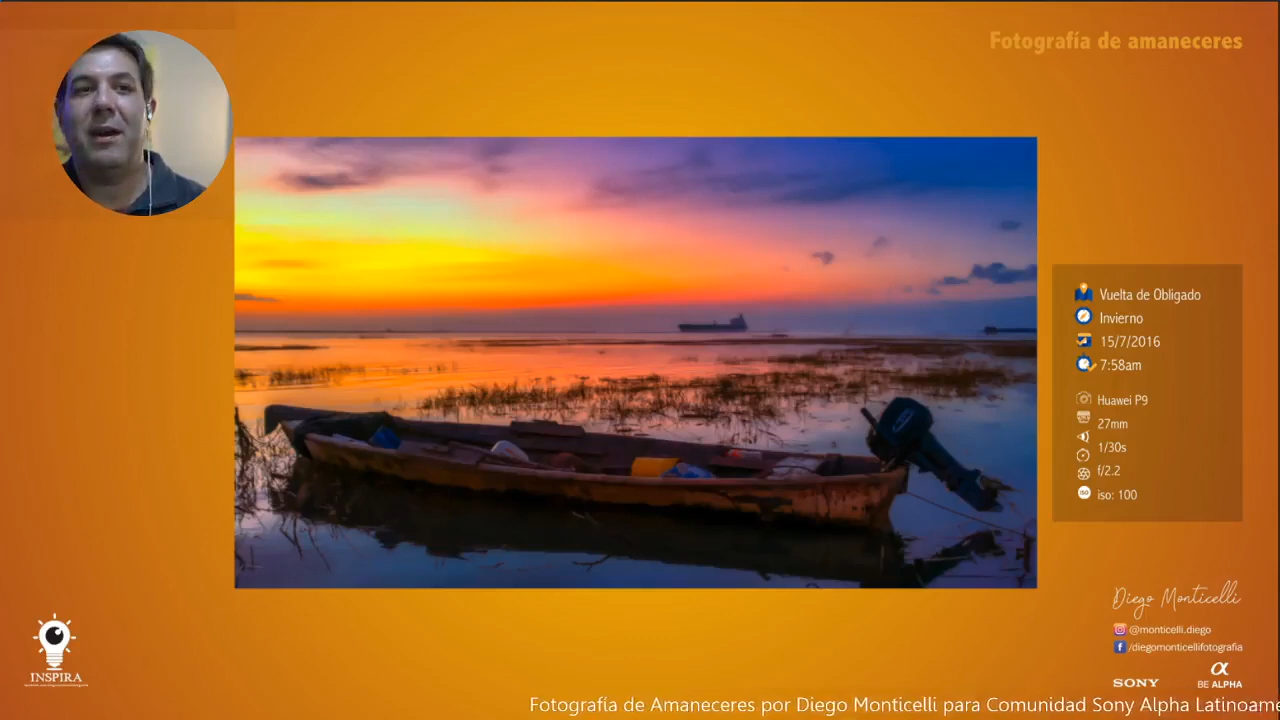 Fotografía de amaneceres
Vuelta de Obligado
Invierno
15/7/2016
7:58am
Huawei P9
27mm
1/30s
f/2.2
iso: 100
Diego Monticelli
@monticelli.diego
/diegomonticellifotografia
SONY
α
BE ALPHA
INSPIRA
Fotografía de Amaneceres por Diego Monticelli para Comunidad Sony Alpha Latinoame